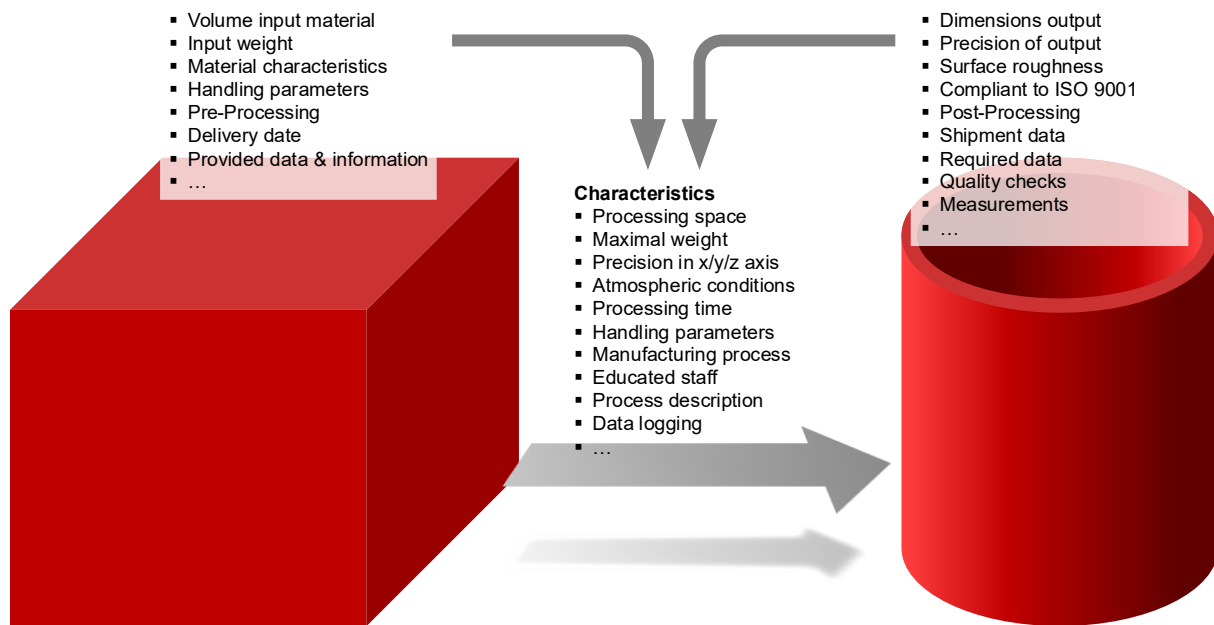 ▪ Volume input material
▪ Input weight
▪ Material characteristics
▪ Handling parameters
▪ Pre-Processing
▪ Delivery date
▪ Provided data & information
▪ …
Characteristics
▪ Processing space
▪ Maximal weight
▪ Precision in x/y/z axis
▪ Atmospheric conditions
▪ Processing time
▪ Handling parameters
▪ Manufacturing process
▪ Educated staff
▪ Process description
▪ Data logging
▪ …
▪ Dimensions output
▪ Precision of output
▪ Surface roughness
▪ Compliant to ISO 9001
▪ Post-Processing
▪ Shipment data
▪ Required data
▪ Quality checks
▪ Measurements
▪ …